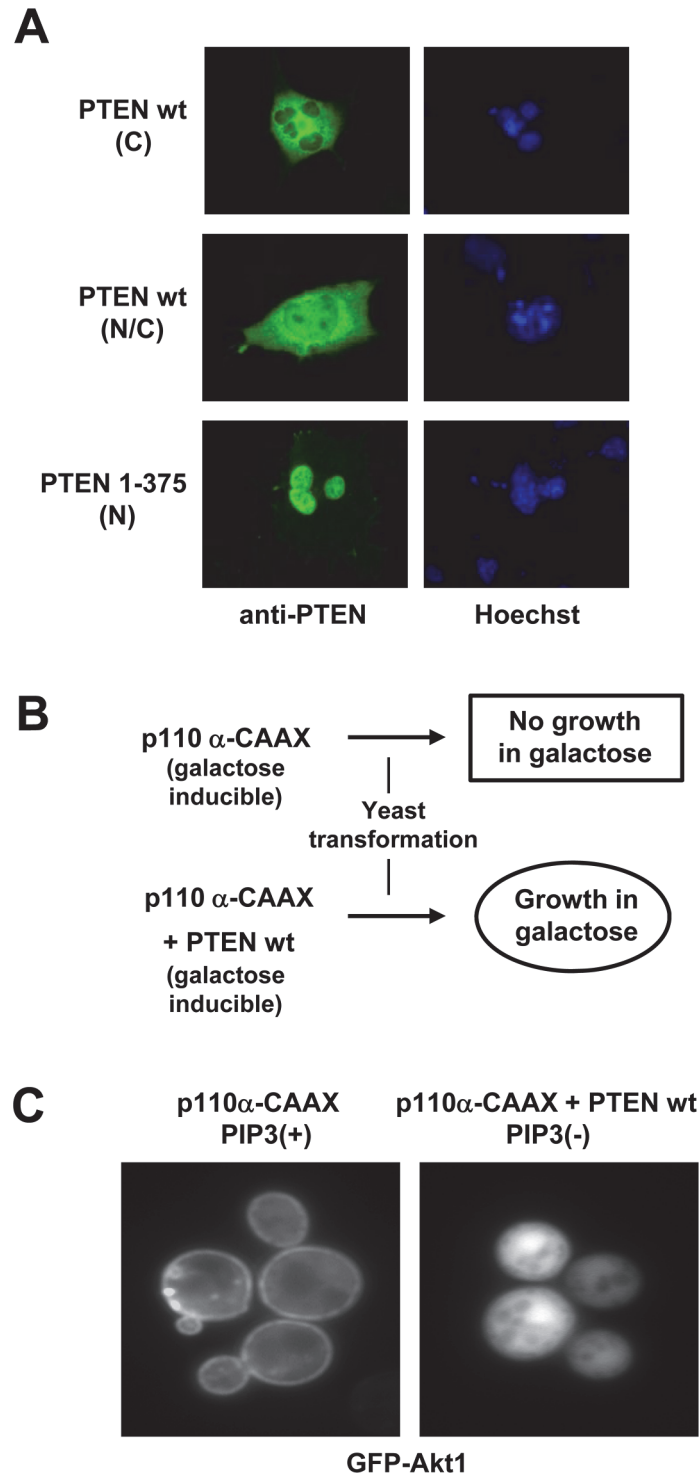 A
PTEN wt
(C)
PTEN wt
(N/C)
PTEN 1-375
(N)
anti-PTEN
Hoechst
B
p110 α-CAAX
(galactose
inducible)
No growth
in galactose
Yeast
transformation
p110 α-CAAX
+ PTEN wt
(galactose
inducible)
Growth in
galactose
C
p110α-CAAX
PIP3(+)
p110α-CAAX + PTEN wt
PIP3(-)
GFP-Akt1